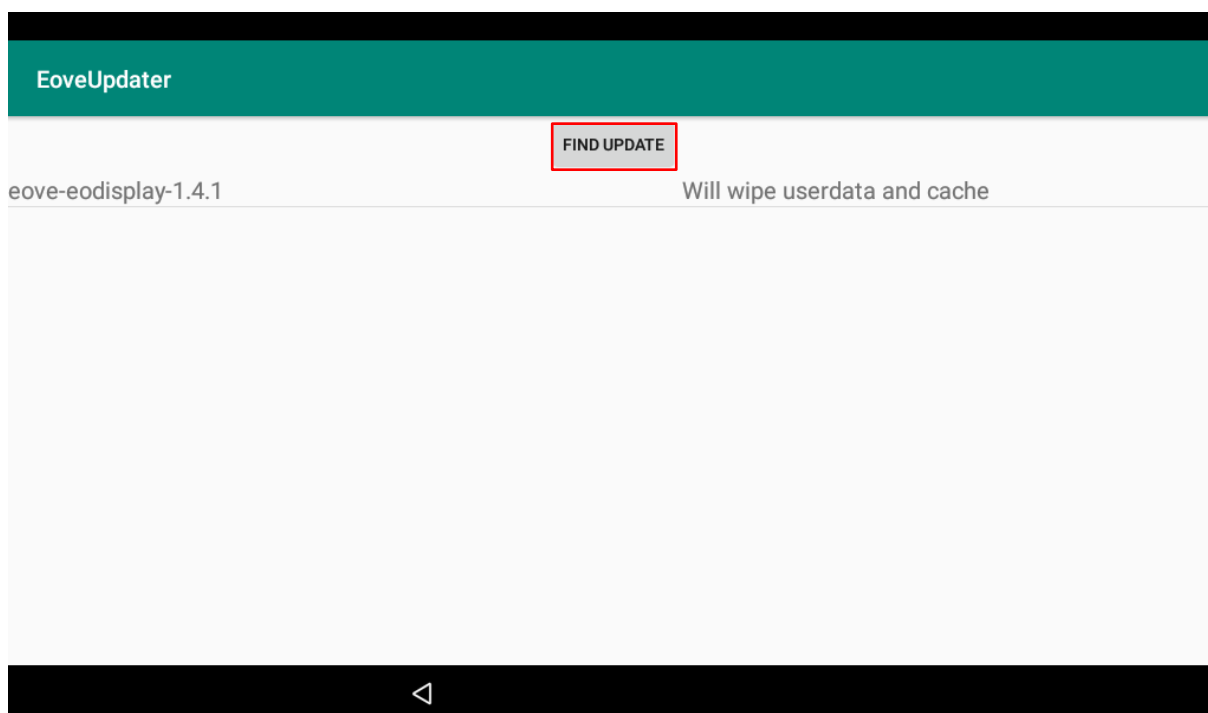 EoveUpdater
FIND UPDATE
eove-eodisplay-1.4.1 Will wipe userdata and cache